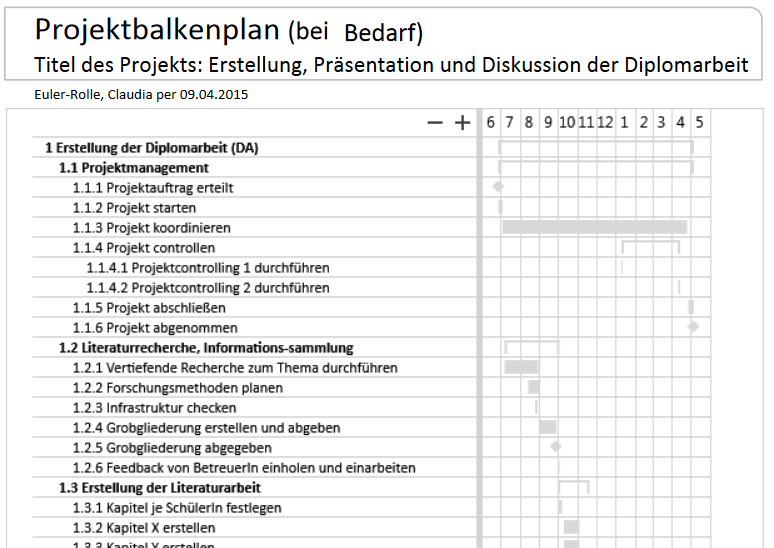 Projektbalkenplan (bei Bedarf)
Titel des Projekts: Erstellung, Präsentation und Diskussion der Diplomarbeit
Euler-Rolle, Claudia per 09.04.2015
− + 6 7 8 9 10 11 12 1 2 3 4 5
1 Erstellung der Diplomarbeit (DA)
1.1 Projektmanagement
1.1.1 Projektauftrag erteilt
1.1.2 Projekt starten
1.1.3 Projekt koordinieren
1.1.4 Projekt controllen
1.1.4.1 Projektcontrolling 1 durchführen
1.1.4.2 Projektcontrolling 2 durchführen
1.1.5 Projekt abschließen
1.1.6 Projekt abgenommen
1.2 Literaturrecherche, Informations-sammlung
1.2.1 Vertiefende Recherche zum Thema durchführen
1.2.2 Forschungsmethoden planen
1.2.3 Infrastruktur checken
1.2.4 Grobgliederung erstellen und abgeben
1.2.5 Grobgliederung abgegeben
1.2.6 Feedback von BetreuerIn einholen und einarbeiten
1.3 Erstellung der Literaturarbeit
1.3.1 Kapitel je SchülerIn festlegen
1.3.2 Kapitel X erstellen
1.3.3 Kapitel Y erstellen